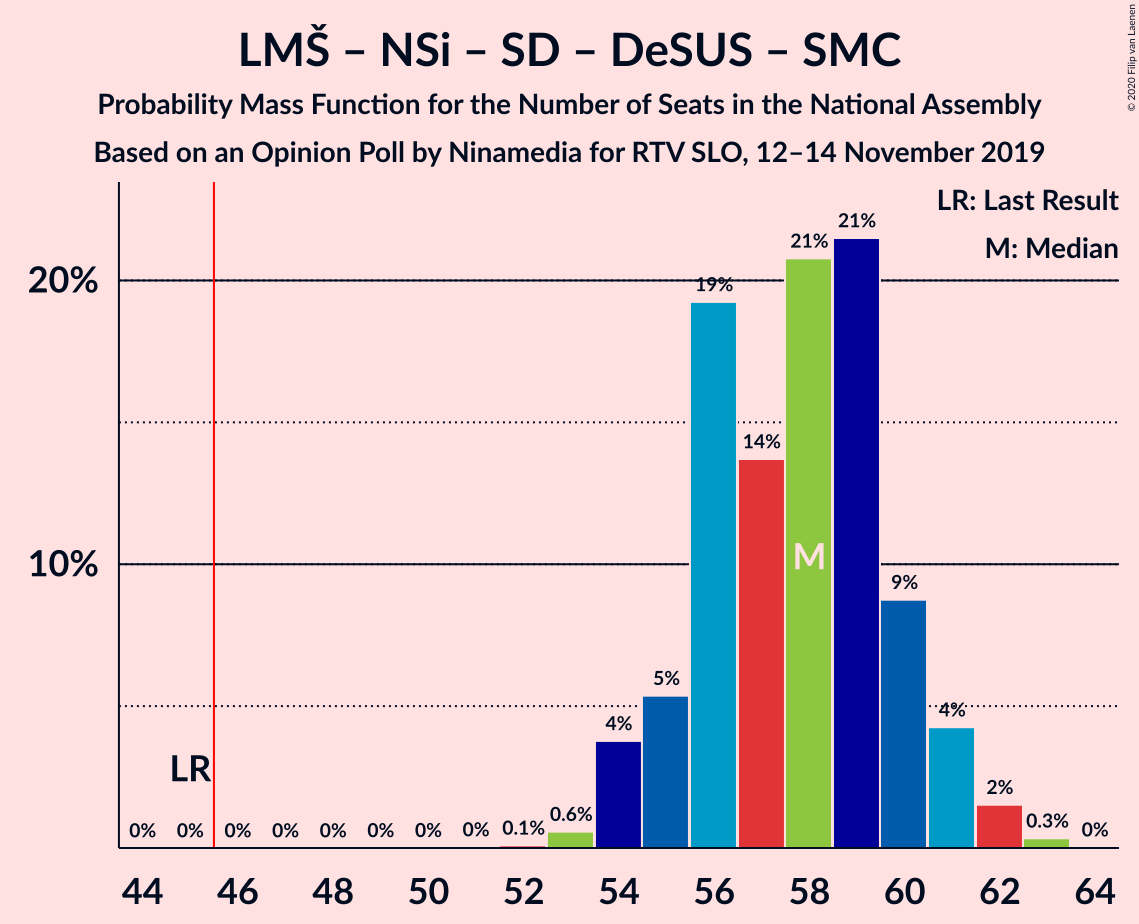 LMŠ – NSi – SD – DeSUS – SMC
Probability Mass Function for the Number of Seats in the National Assembly
Based on an Opinion Poll by Ninamedia for RTV SLO, 12–14 November 2019
© 2020 Filip van Laenen
LR: Last Result
M: Median
20%
10%
LR
M
0% 0% 0% 0% 0% 0% 0% 0% 0.1% 0.6% 4% 5% 19% 14% 21% 21% 9% 4% 2% 0.3% 0%
44 46 48 50 52 54 56 58 60 62 64